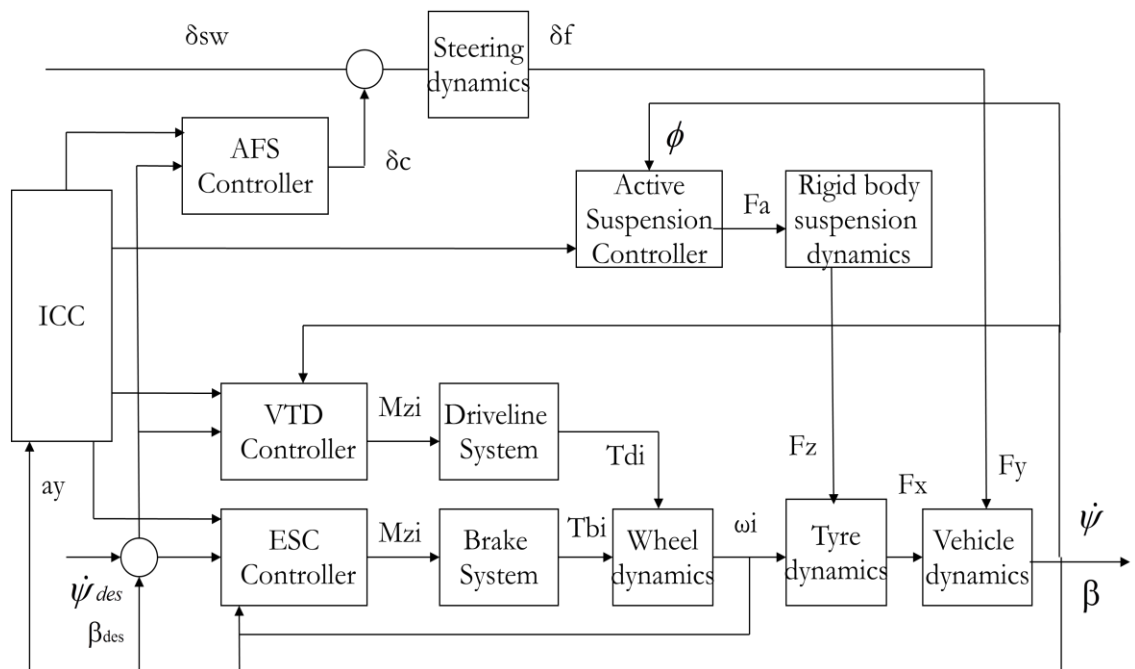 δsw
Steering
dynamics
δf
AFS
Controller
δc
ϕ
Active
Suspension
Controller
Fa
Rigid body
suspension
dynamics
ICC
VTD
Controller
Mzi
Driveline
System
Tdi
Fz
Fx
Fy
ay
ESC
Controller
Mzi
Brake
System
Tbi
Wheel
dynamics
ωi
Tyre
dynamics
Vehicle
dynamics
ψ̇
β
ψ̇des
βdes